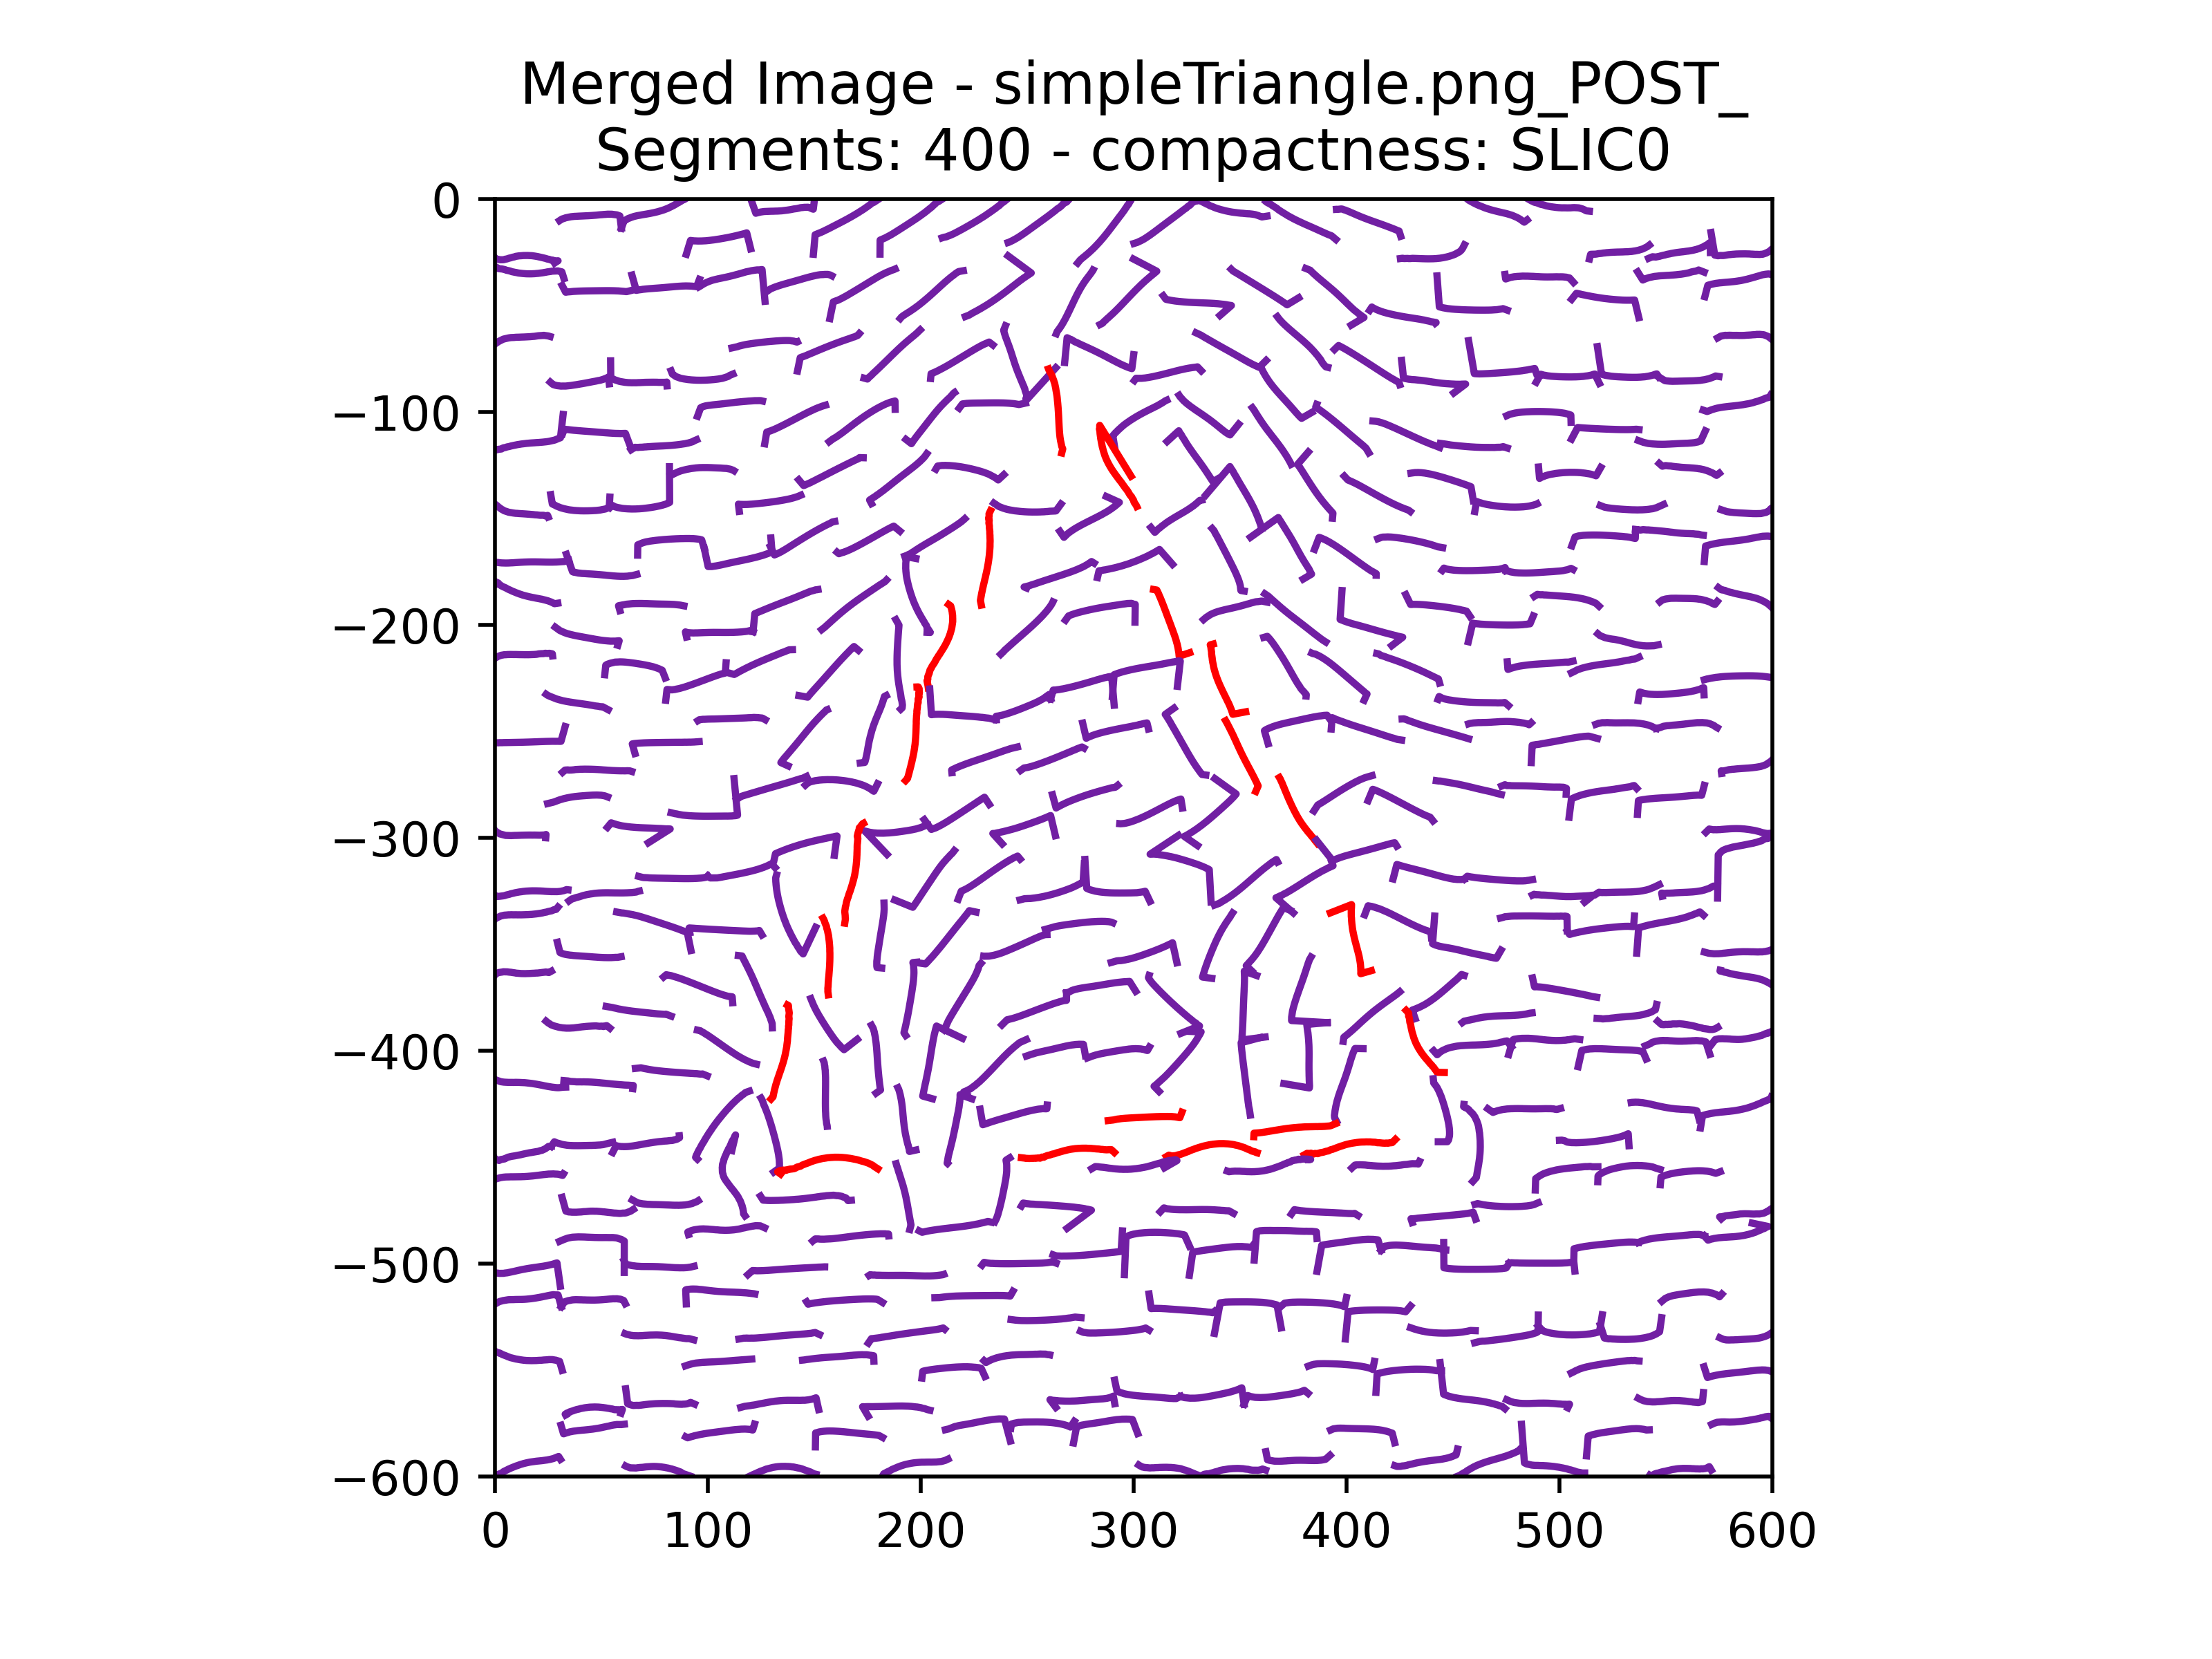 Merged Image - simpleTriangle.png_POST_
Segments: 400 - compactness: SLIC0
0
−100
−200
−300
−400
−500
−600
0 100 200 300 400 500 600